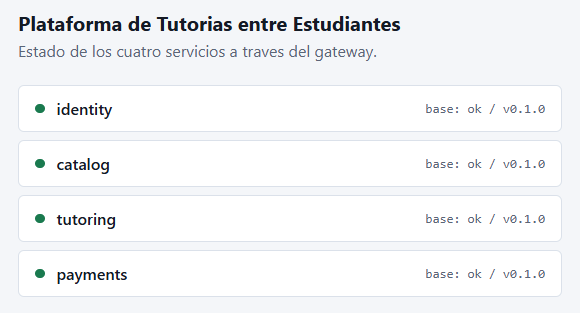 Plataforma de Tutorias entre Estudiantes
Estado de los cuatro servicios a traves del gateway.
identity base: ok / v0.1.0
catalog base: ok / v0.1.0
tutoring base: ok / v0.1.0
payments base: ok / v0.1.0